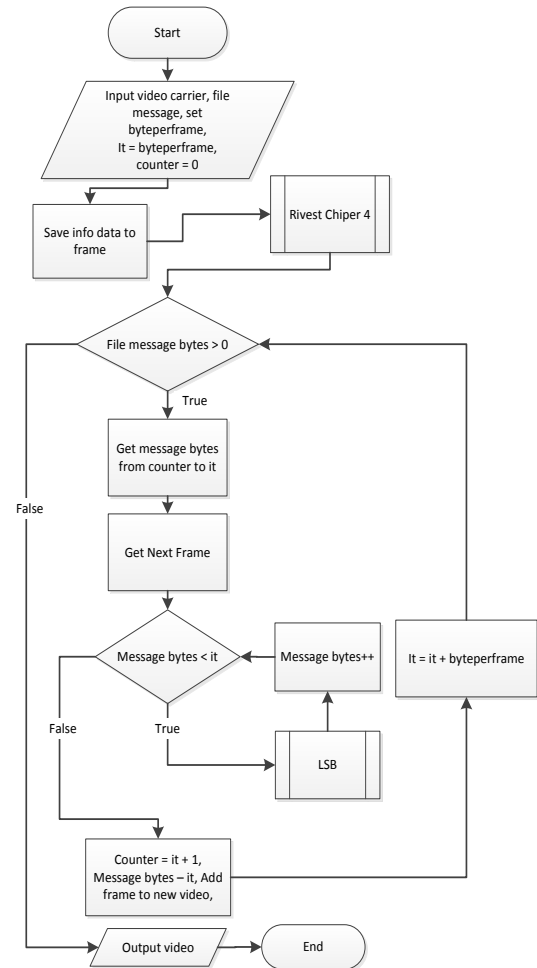 Start
Input video carrier, file
message, set
byteperframe,
It = byteperframe,
counter = 0
Save info data to
frame
Rivest Chiper 4
File message bytes > 0
True
Get message bytes
from counter to it
False
Get Next Frame
Message bytes < it
Message bytes++
It = it + byteperframe
False
True
LSB
Counter = it + 1,
Message bytes – it, Add
frame to new video,
Output video
End